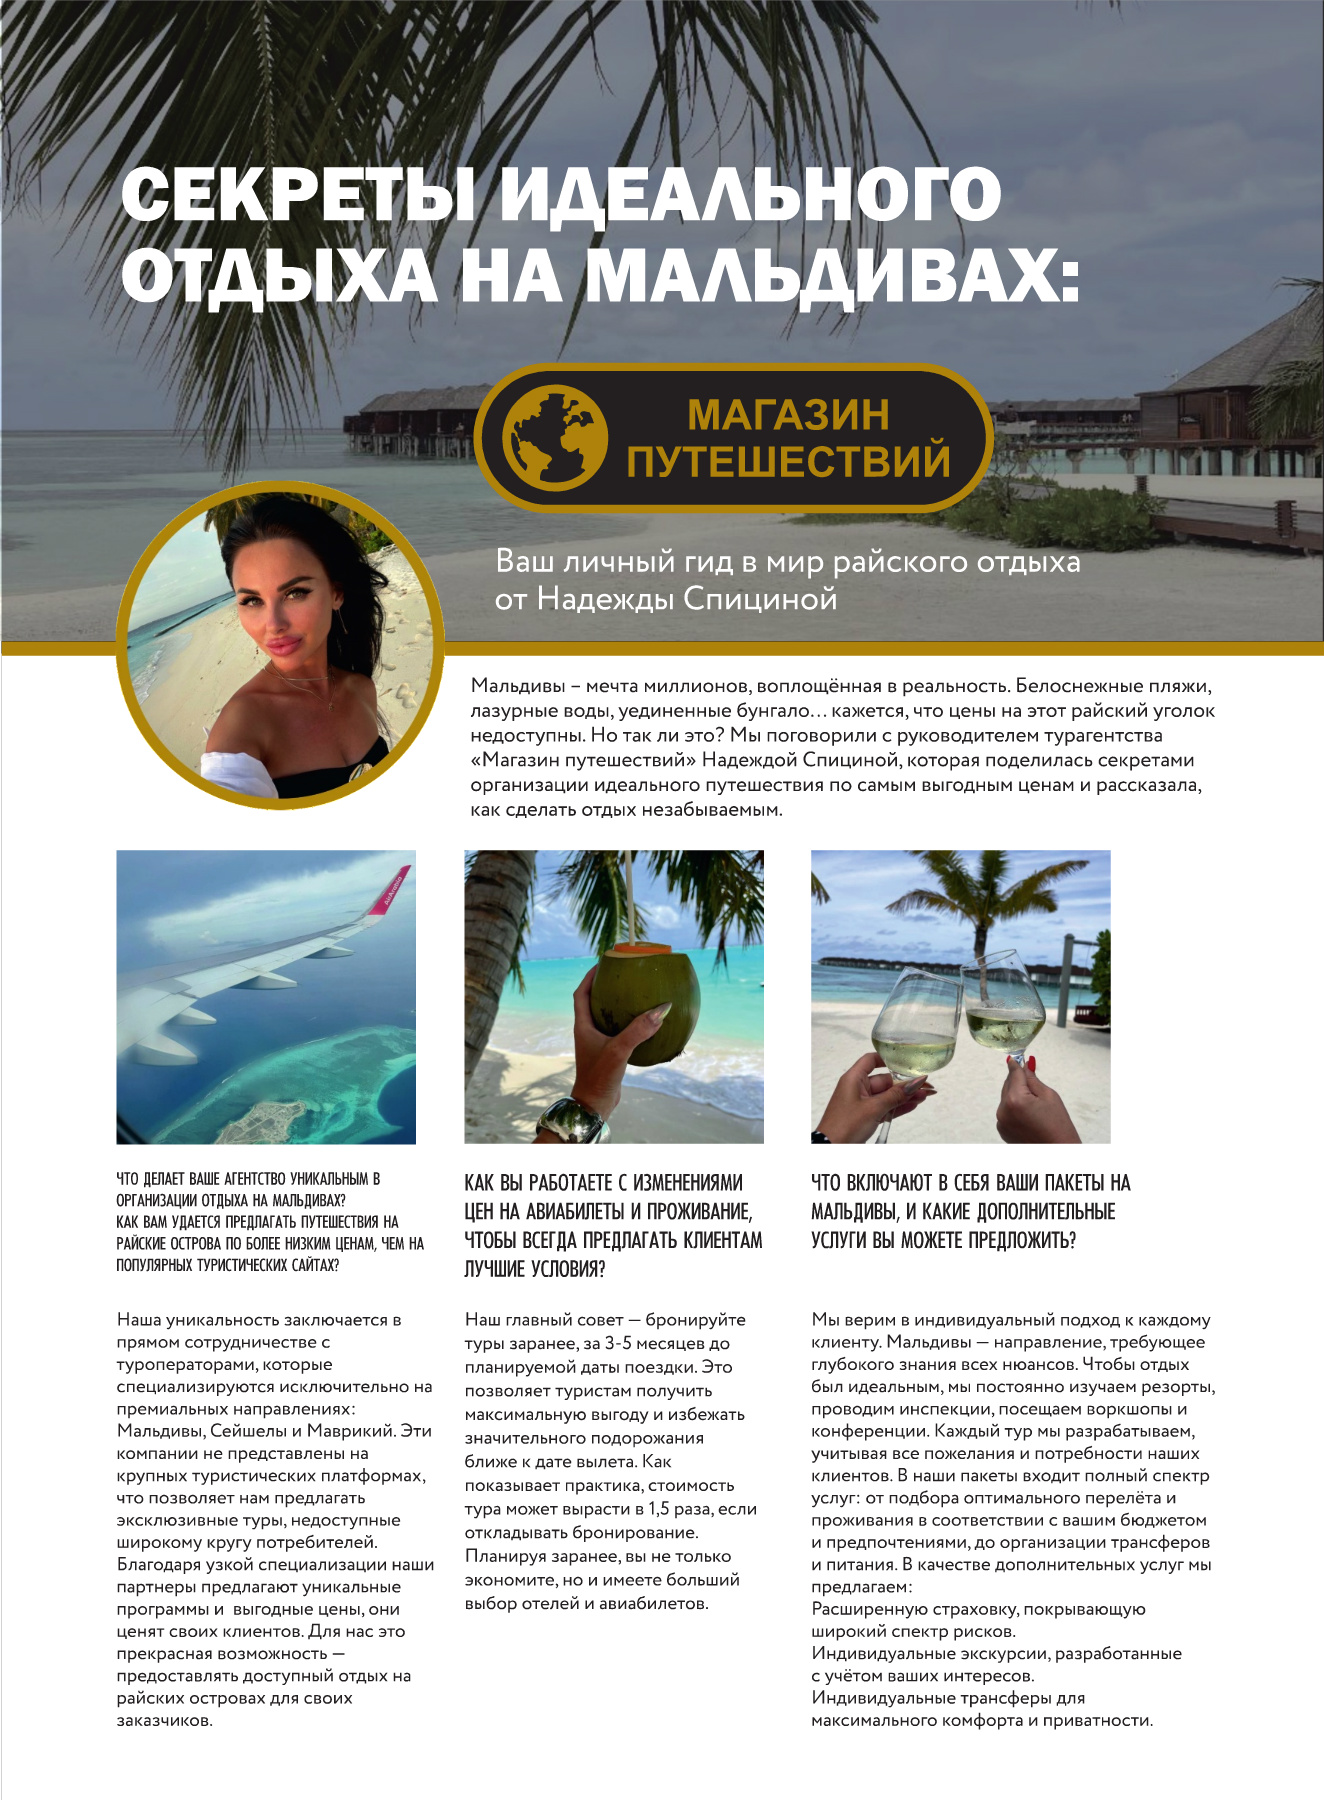 СЕКРЕТЫ ИДЕАЛЬНОГО
ОТДЫХА НА МАЛЬДИВАХ:
МАГАЗИН
ПУТЕШЕСТВИЙ
Ваш личный гид в мир райского отдыха
от Надежды Спициной
Мальдивы – мечта миллионов, воплощённая в реальность. Белоснежные пляжи,
лазурные воды, уединенные бунгало... кажется, что цены на этот райский уголок
недоступны. Но так ли это? Мы поговорили с руководителем турагентства
«Магазин путешествий» Надеждой Спициной, которая поделилась секретами
организации идеального путешествия по самым выгодным ценам и рассказала,
как сделать отдых незабываемым.
AirArabia
ЧТО ДЕЛАЕТ ВАШЕ АГЕНТСТВО УНИКАЛЬНЫМ В
ОРГАНИЗАЦИИ ОТДЫХА НА МАЛЬДИВАХ?
КАК ВАМ УДАЕТСЯ ПРЕДЛАГАТЬ ПУТЕШЕСТВИЯ НА
РАЙСКИЕ ОСТРОВА ПО БОЛЕЕ НИЗКИМ ЦЕНАМ, ЧЕМ НА
ПОПУЛЯРНЫХ ТУРИСТИЧЕСКИХ САЙТАХ?
Наша уникальность заключается в
прямом сотрудничестве с
туроператорами, которые
специализируются исключительно на
премиальных направлениях:
Мальдивы, Сейшелы и Маврикий. Эти
компании не представлены на
крупных туристических платформах,
что позволяет нам предлагать
эксклюзивные туры, недоступные
широкому кругу потребителей.
Благодаря узкой специализации наши
партнеры предлагают уникальные
программы и  выгодные цены, они
ценят своих клиентов. Для нас это
прекрасная возможность —
предоставлять доступный отдых на
райских островах для своих
заказчиков.
КАК ВЫ РАБОТАЕТЕ С ИЗМЕНЕНИЯМИ
ЦЕН НА АВИАБИЛЕТЫ И ПРОЖИВАНИЕ,
ЧТОБЫ ВСЕГДА ПРЕДЛАГАТЬ КЛИЕНТАМ
ЛУЧШИЕ УСЛОВИЯ?
Наш главный совет — бронируйте
туры заранее, за 3-5 месяцев до
планируемой даты поездки. Это
позволяет туристам получить
максимальную выгоду и избежать
значительного подорожания
ближе к дате вылета. Как
показывает практика, стоимость
тура может вырасти в 1,5 раза, если
откладывать бронирование.
Планируя заранее, вы не только
экономите, но и имеете больший
выбор отелей и авиабилетов.
ЧТО ВКЛЮЧАЮТ В СЕБЯ ВАШИ ПАКЕТЫ НА
МАЛЬДИВЫ, И КАКИЕ ДОПОЛНИТЕЛЬНЫЕ
УСЛУГИ ВЫ МОЖЕТЕ ПРЕДЛОЖИТЬ?
Мы верим в индивидуальный подход к каждому
клиенту. Мальдивы — направление, требующее
глубокого знания всех нюансов. Чтобы отдых
был идеальным, мы постоянно изучаем резорты,
проводим инспекции, посещаем воркшопы и
конференции. Каждый тур мы разрабатываем,
учитывая все пожелания и потребности наших
клиентов. В наши пакеты входит полный спектр
услуг: от подбора оптимального перелёта и
проживания в соответствии с вашим бюджетом
и предпочтениями, до организации трансферов
и питания. В качестве дополнительных услуг мы
предлагаем:
Расширенную страховку, покрывающую
широкий спектр рисков.
Индивидуальные экскурсии, разработанные
с учётом ваших интересов.
Индивидуальные трансферы для
максимального комфорта и приватности.